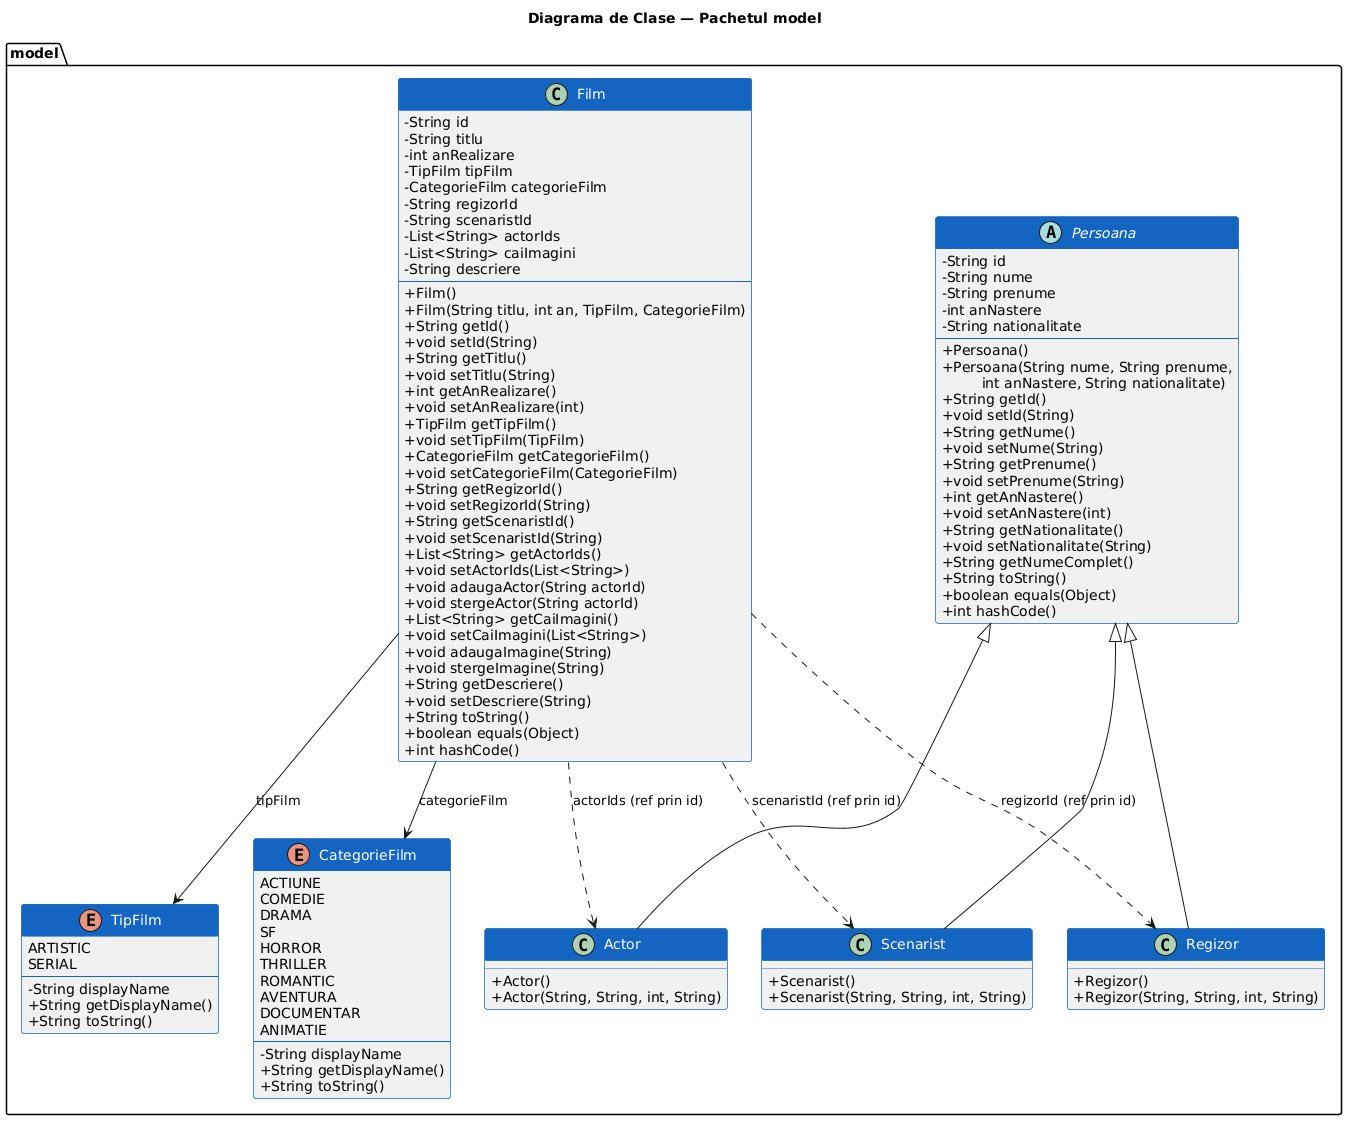 Diagrama de Clase — Pachetul model
model
C Film
-String id
-String titlu
-int anRealizare
-TipFilm tipFilm
-CategorieFilm categorieFilm
-String regizorId
-String scenaristId
-List<String> actorIds
-List<String> caiImagini
-String descriere
+Film()
+Film(String titlu, int an, TipFilm, CategorieFilm)
+String getId()
+void setId(String)
+String getTitlu()
+void setTitlu(String)
+int getAnRealizare()
+void setAnRealizare(int)
+TipFilm getTipFilm()
+void setTipFilm(TipFilm)
+CategorieFilm getCategorieFilm()
+void setCategorieFilm(CategorieFilm)
+String getRegizorId()
+void setRegizorId(String)
+String getScenaristId()
+void setScenaristId(String)
+List<String> getActorIds()
+void setActorIds(List<String>)
+void adaugaActor(String actorId)
+void stergeActor(String actorId)
+List<String> getCaiImagini()
+void setCaiImagini(List<String>)
+void adaugaImagine(String)
+void stergeImagine(String)
+String getDescriere()
+void setDescriere(String)
+String toString()
+boolean equals(Object)
+int hashCode()
A Persoana
-String id
-String nume
-String prenume
-int anNastere
-String nationalitate
+Persoana()
+Persoana(String nume, String prenume,
int anNastere, String nationalitate)
+String getId()
+void setId(String)
+String getNume()
+void setNume(String)
+String getPrenume()
+void setPrenume(String)
+int getAnNastere()
+void setAnNastere(int)
+String getNationalitate()
+void setNationalitate(String)
+String getNumeComplet()
+String toString()
+boolean equals(Object)
+int hashCode()
tipFilm
categorieFilm
actorIds (ref prin id)
scenaristId (ref prin id)
regizorId (ref prin id)
E TipFilm
ARTISTIC
SERIAL
-String displayName
+String getDisplayName()
+String toString()
E CategorieFilm
ACTIUNE
COMEDIE
DRAMA
SF
HORROR
THRILLER
ROMANTIC
AVENTURA
DOCUMENTAR
ANIMATIE
-String displayName
+String getDisplayName()
+String toString()
C Actor
+Actor()
+Actor(String, String, int, String)
C Scenarist
+Scenarist()
+Scenarist(String, String, int, String)
C Regizor
+Regizor()
+Regizor(String, String, int, String)